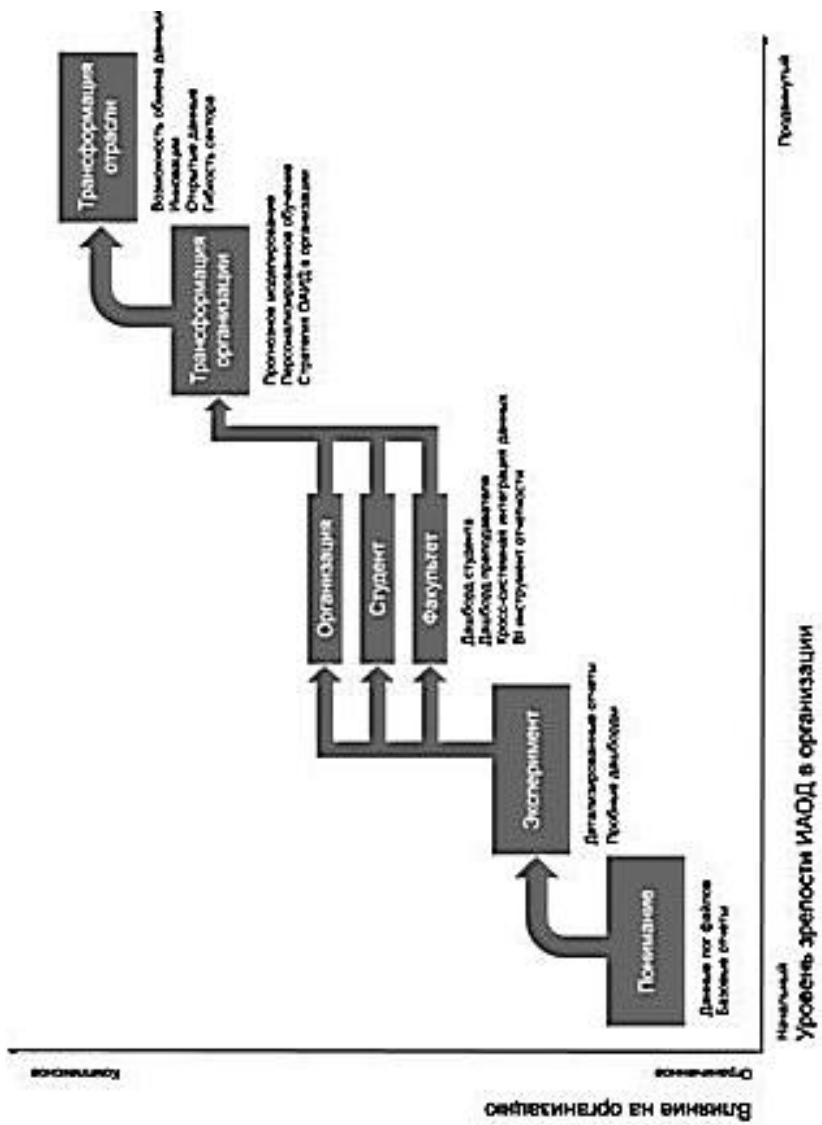 Трансформация
отрасли
Возможность обмена данными
Инновации
Открытые данные
Гибкость сектора
Трансформация
организации
Прогнозное моделирование
Персонализированное обучение
Стратегия ОАИД в организации
Организация
Студент
Факультет
Дашборд студента
Дашборд преподавателя
Кросс-системная интеграция данных
BI инструмент отчетности
Эксперимент
Детализированные отчеты
Пробные дашборды
Понимание
Данные лог файлов
Базовые отчеты
Комплексное
Ограниченное
Влияние на организацию
Начальный
Продвинутый
Уровень зрелости ИАОД в организации